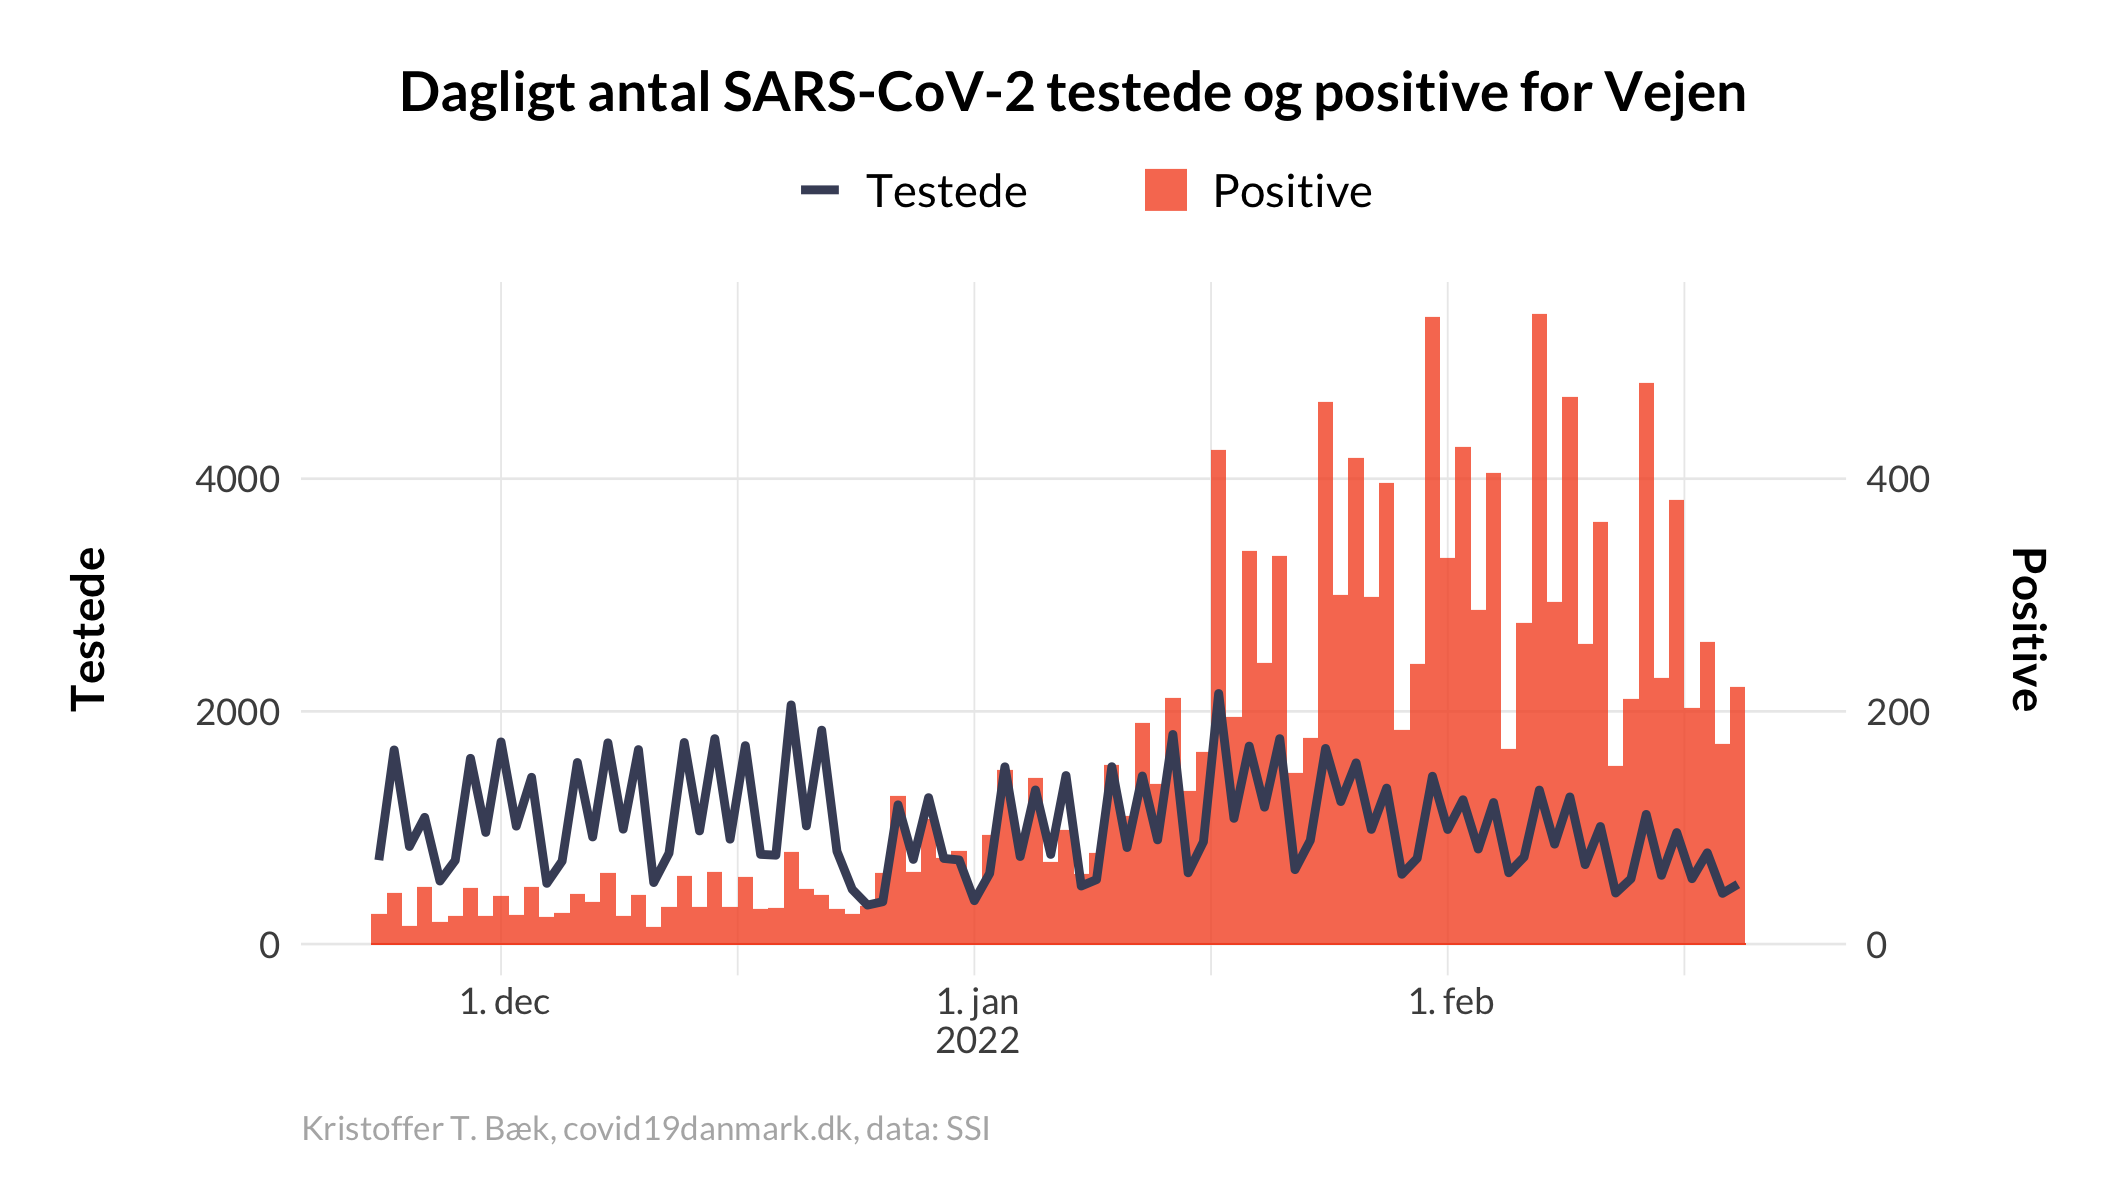 Dagligt antal SARS-CoV-2 testede og positive for Vejen
Testede
Positive
4000
2000
0
400
200
0
Testede
Positive
1. dec
1. jan
2022
1. feb
Kristoffer T. Bæk, covid19danmark.dk, data: SSI